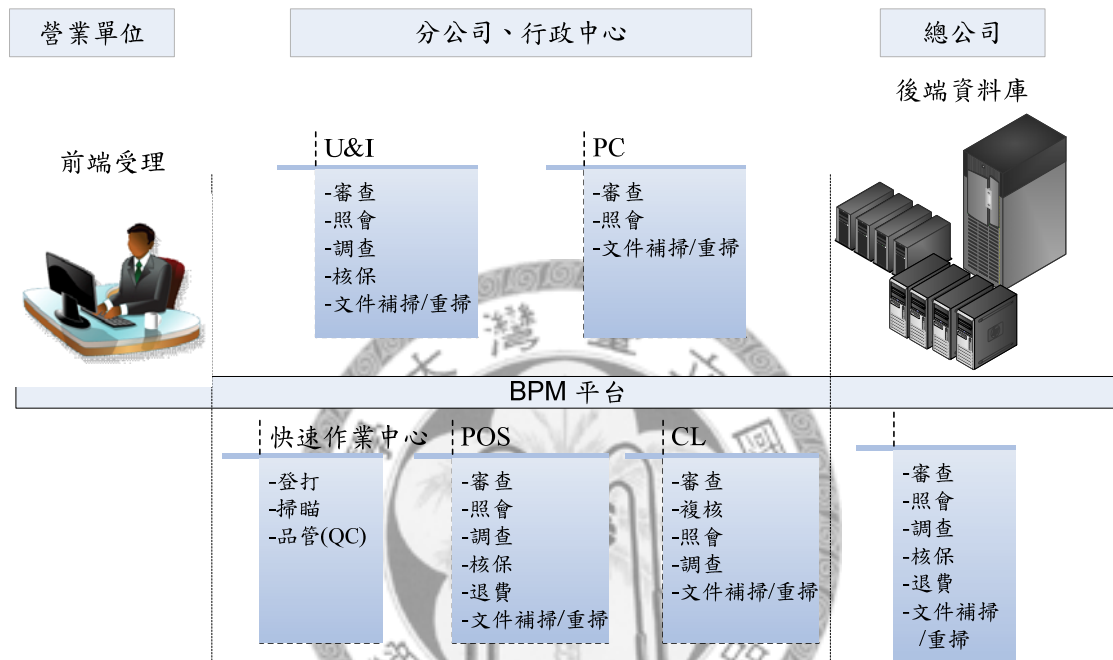 營業單位
分公司、行政中心
總公司
後端資料庫
前端受理
U&I
-審查
-照會
-調查
-核保
-文件補掃/重掃
PC
-審查
-照會
-文件補掃/重掃
BPM 平台
快速作業中心
-登打
-掃瞄
-品管(QC)
POS
-審查
-照會
-調查
-核保
-退費
-文件補掃/重掃
CL
-審查
-複核
-照會
-調查
-文件補掃/重掃
-審查
-照會
-調查
-核保
-退費
-文件補掃
/重掃
大
灣
臺